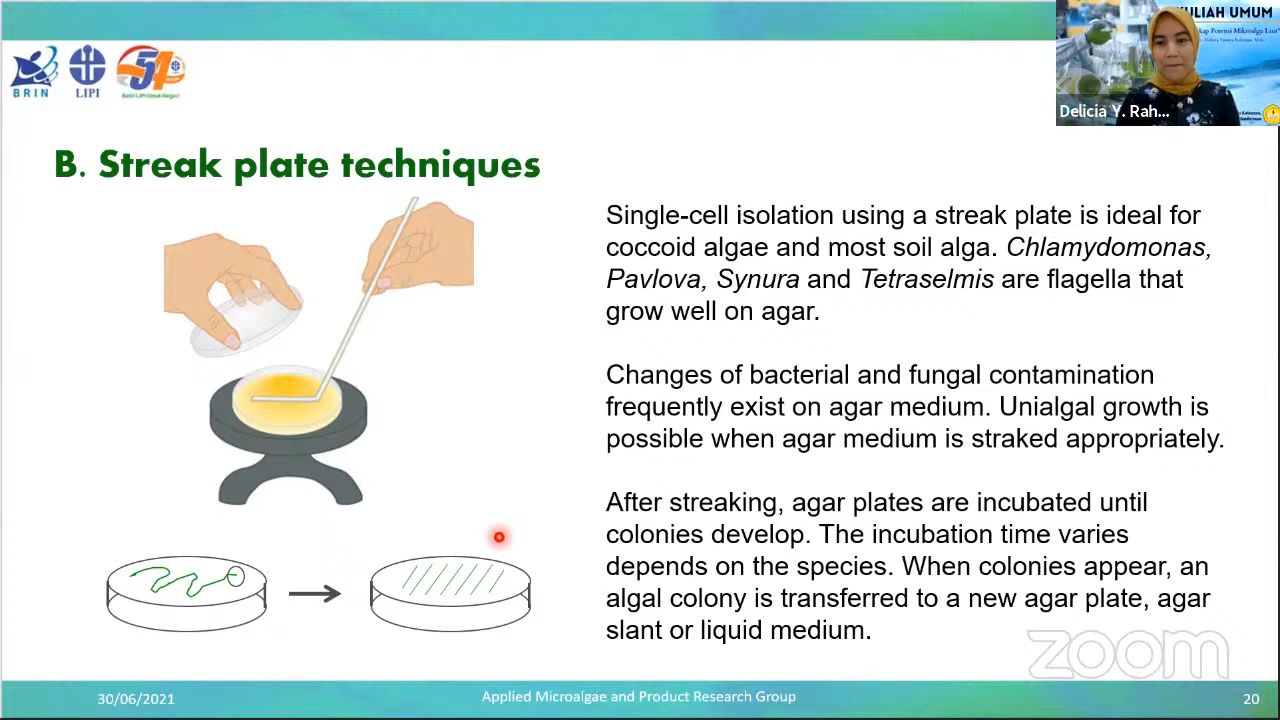 BRIN
LIPI
KULIAH UMUM
Delicia Y. Rah...
B. Streak plate techniques
Single-cell isolation using a streak plate is ideal for
coccoid algae and most soil alga. Chlamydomonas,
Pavlova, Synura and Tetraselmis are flagella that
grow well on agar.
Changes of bacterial and fungal contamination
frequently exist on agar medium. Unialgal growth is
possible when agar medium is straked appropriately.
After streaking, agar plates are incubated until
colonies develop. The incubation time varies
depends on the species. When colonies appear, an
algal colony is transferred to a new agar plate, agar
slant or liquid medium.
zoom
30/06/2021
Applied Microalgae and Product Research Group
20